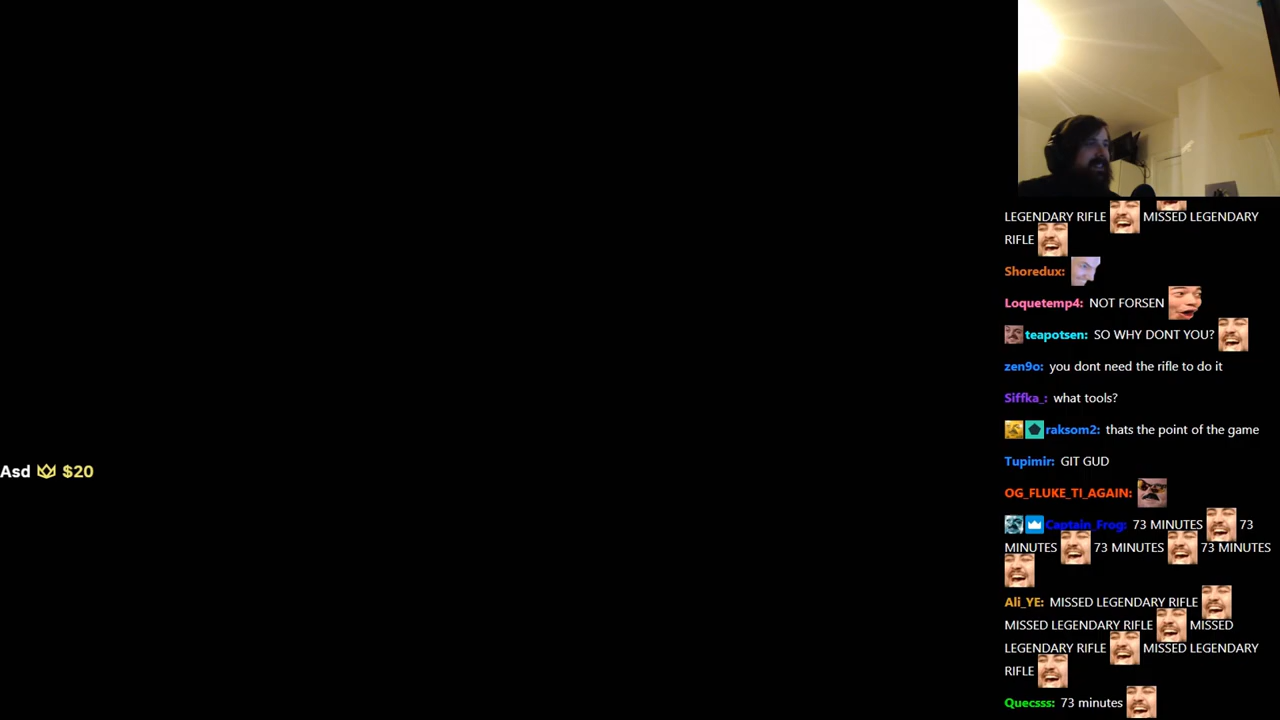 LEGENDARY RIFLE MISSED LEGENDARY
RIFLE
Shoredux:
Loquetemp4: NOT FORSEN
teapotsen: SO WHY DONT YOU?
zen9o: you dont need the rifle to do it
Siffka_: what tools?
raksom2: thats the point of the game
Asd $20
Tupimir: GIT GUD
OG_FLUKE_TI_AGAIN:
Captain_Frog: 73 MINUTES 73
MINUTES 73 MINUTES 73 MINUTES
Ali_YE: MISSED LEGENDARY RIFLE
MISSED LEGENDARY RIFLE MISSED
LEGENDARY RIFLE MISSED LEGENDARY
RIFLE
Quecsss: 73 minutes